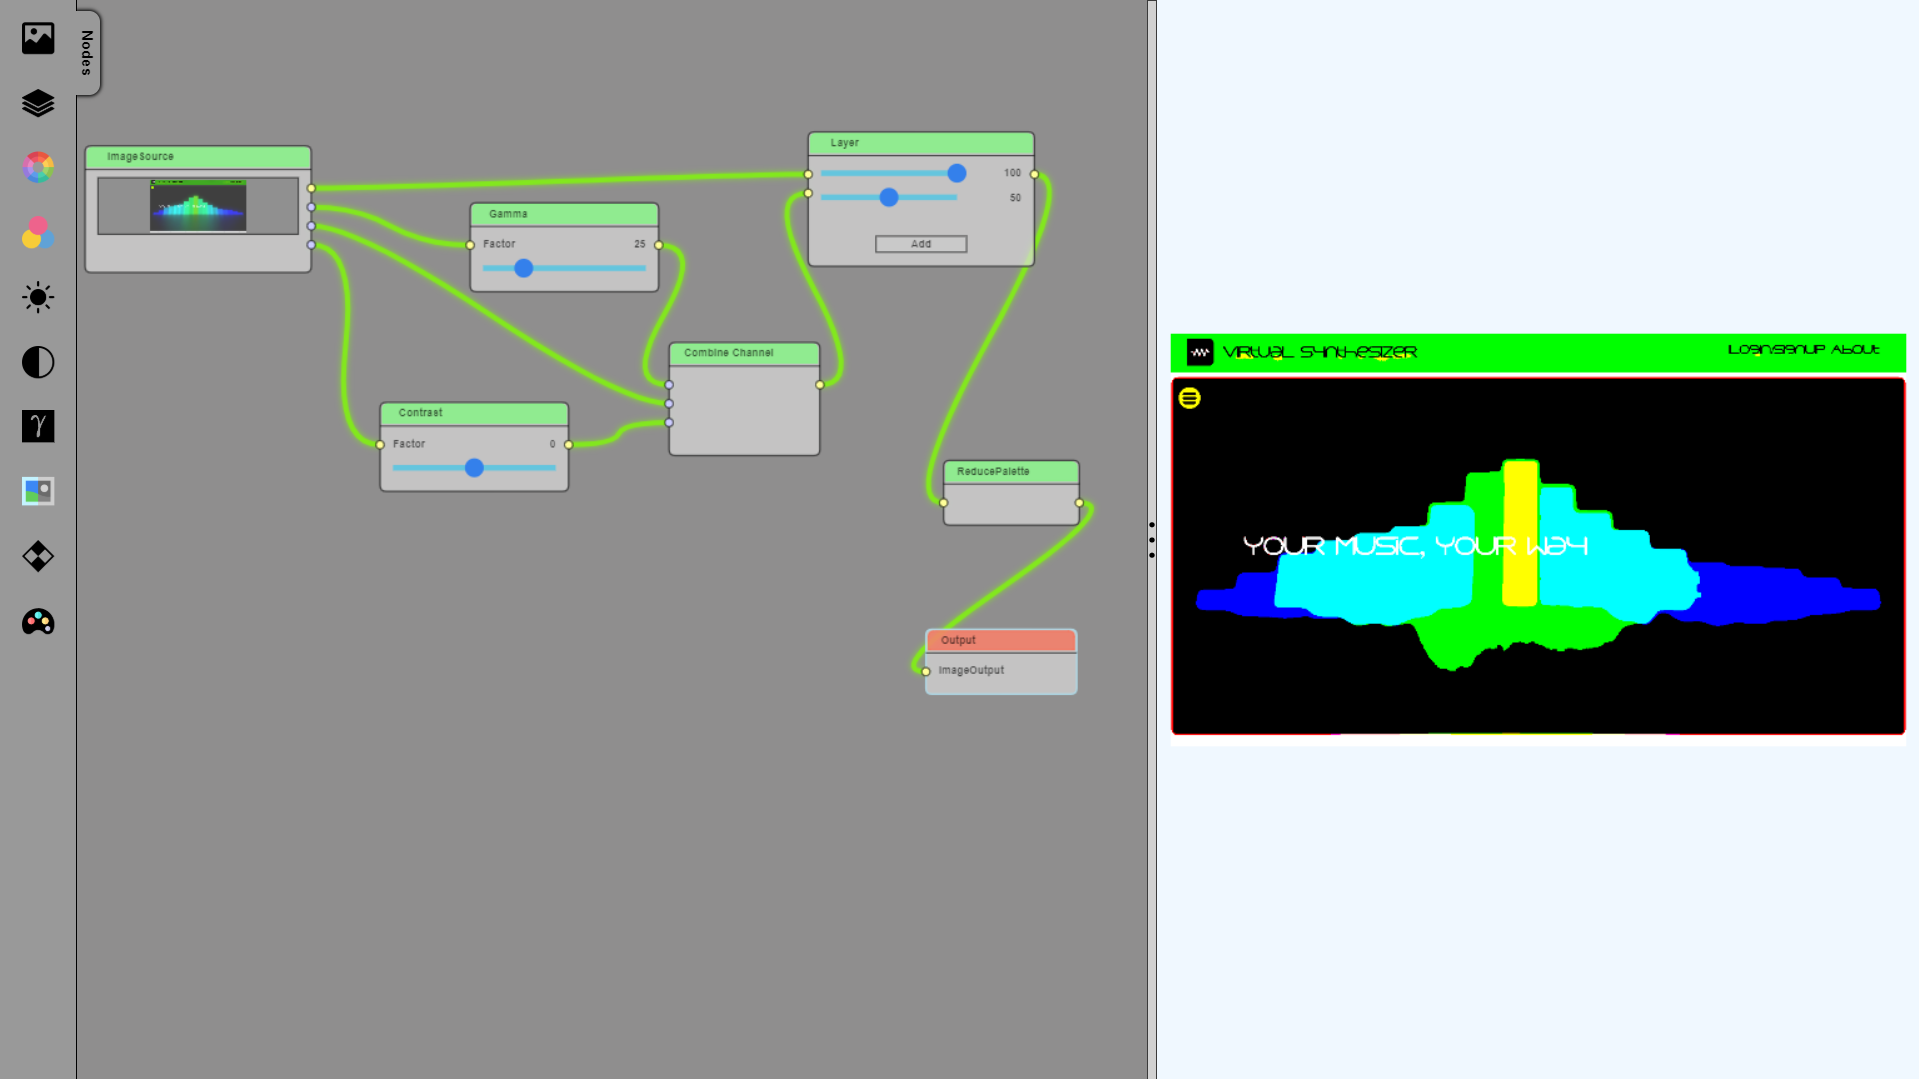 Nodes
ImageSource
Layer
100
50
Add
Gamma
Factor 25
Combine Channel
Contrast
Factor 0
ReducePalette
Output
ImageOutput
γ
Virtual Synthesizer
Login/Signup About
YOUR MUSIC, YOUR WAY